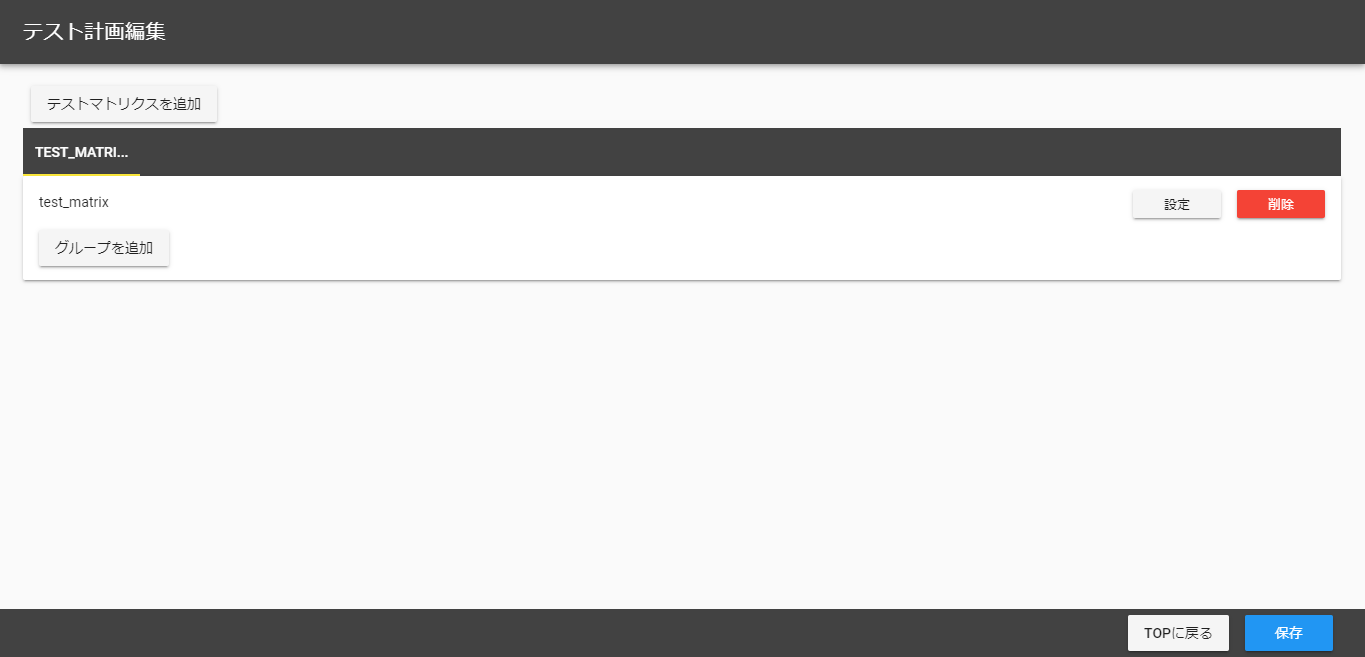 テスト計画編集
テストマトリクスを追加
TEST_MATRI...
test_matrix
設定
削除
グループを追加
TOPに戻る
保存